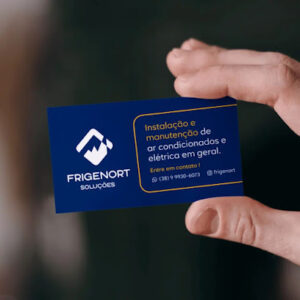 FRIGENORT
SOLUÇÕES
Instalação e
manutenção de
ar condicionados e
elétrica em geral.
Entre em contato !
(38) 9 9930-6073
frigenort